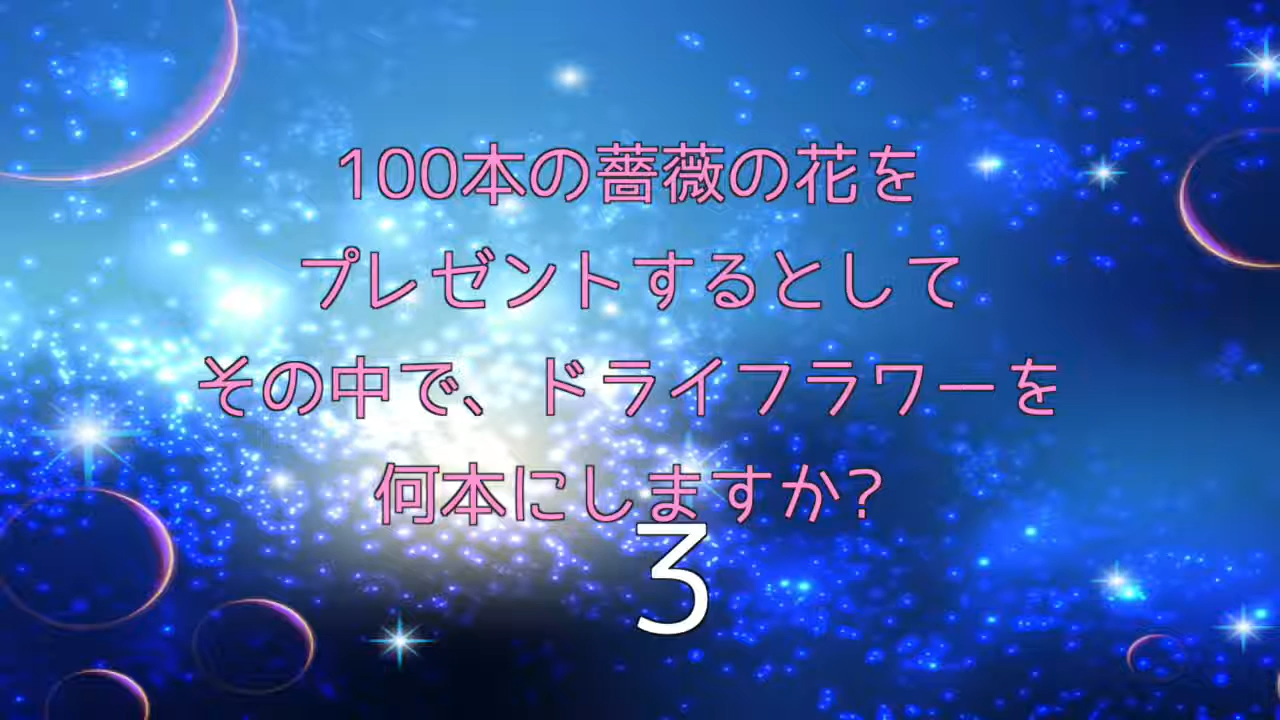 100本の薔薇の花を
プレゼントするとして
その中で、ドライフラワーを
何本にしますか?
3